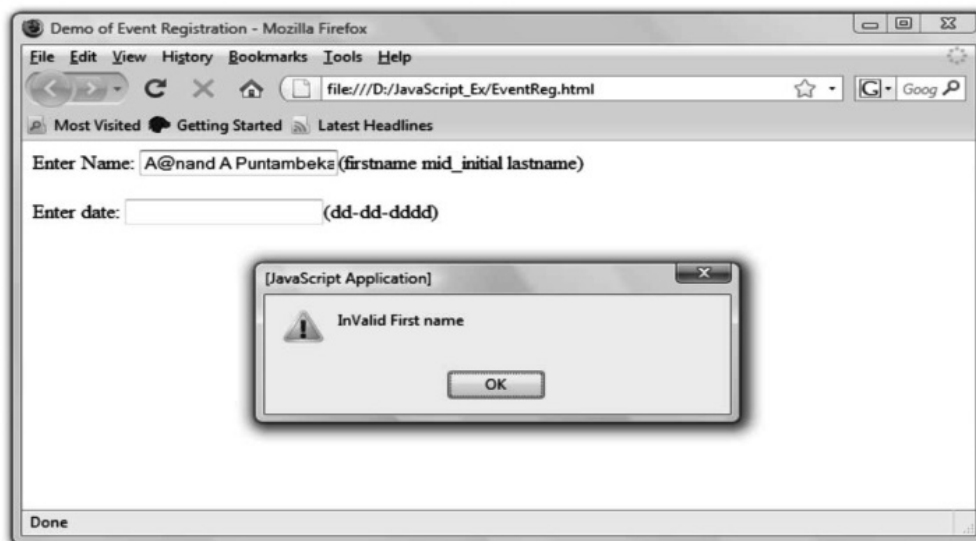 Demo of Event Registration - Mozilla Firefox
File Edit View History Bookmarks Tools Help
file:///D:/JavaScript_Ex/EventReg.html
G Goog
Most Visited Getting Started Latest Headlines
Enter Name: A@nand A Puntambeka(firstname mid_initial lastname)
Enter date: (dd-dd-dddd)
[JavaScript Application]
InValid First name
OK
Done